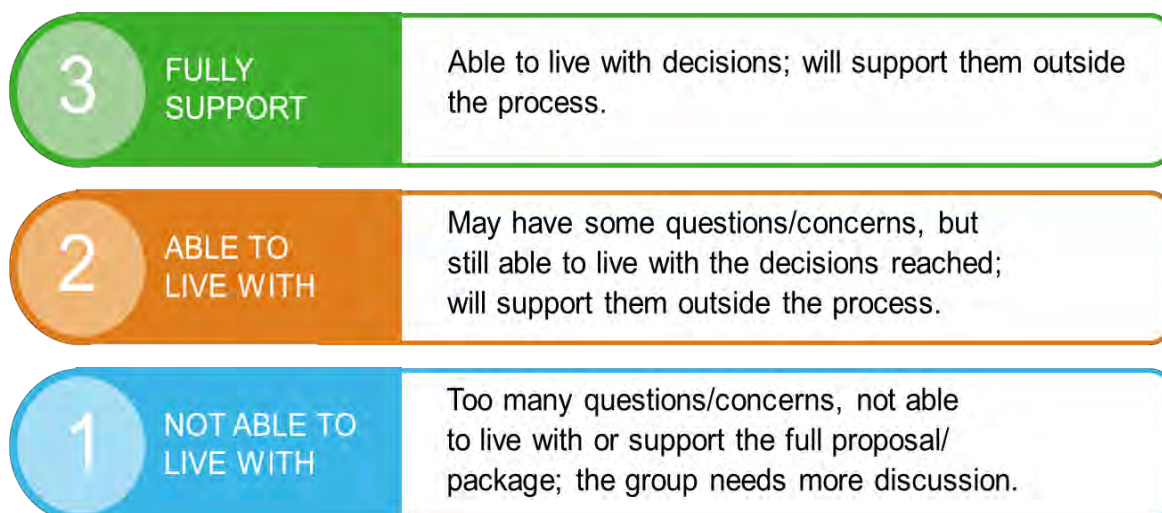 3
FULLY
SUPPORT
Able to live with decisions; will support them outside
the process.
2
ABLE TO
LIVE WITH
May have some questions/concerns, but
still able to live with the decisions reached;
will support them outside the process.
1
NOT ABLE TO
LIVE WITH
Too many questions/concerns, not able
to live with or support the full proposal/
package; the group needs more discussion.